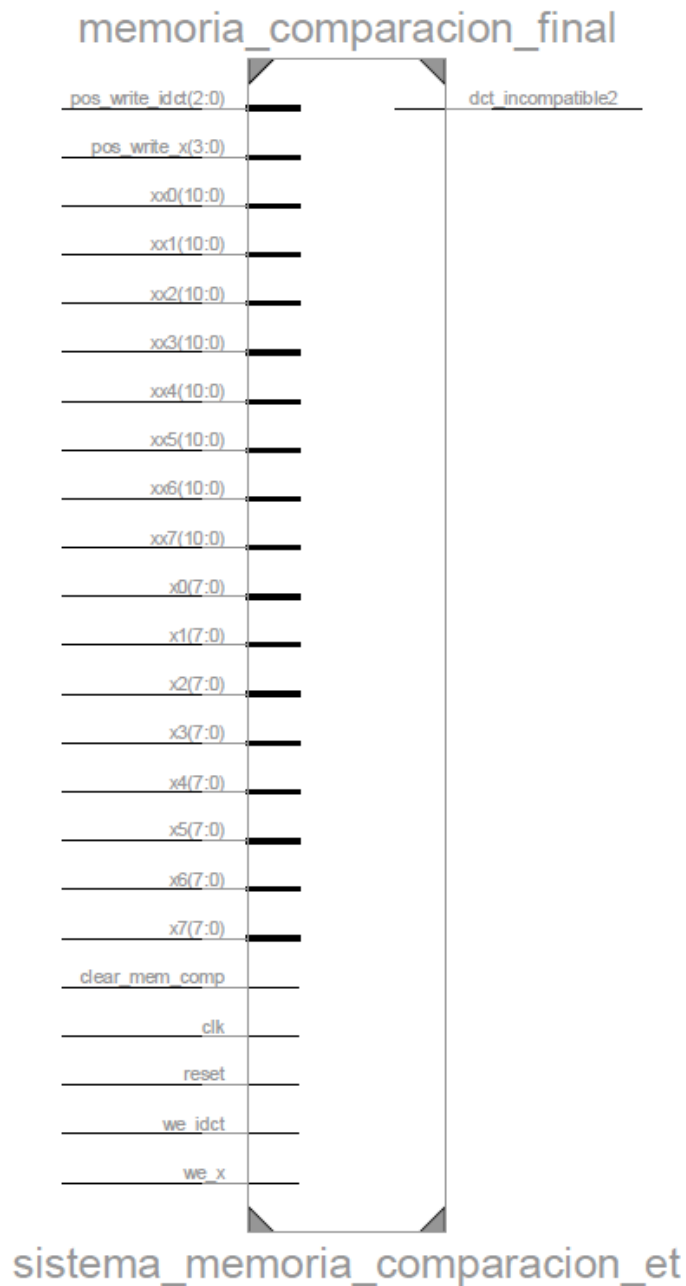 memoria_comparacion_final
pos_write_idct(2:0)
dct_incompatible2
pos_write_x(3:0)
xx0(10:0)
xx1(10:0)
xx2(10:0)
xx3(10:0)
xx4(10:0)
xx5(10:0)
xx6(10:0)
xx7(10:0)
x0(7:0)
x1(7:0)
x2(7:0)
x3(7:0)
x4(7:0)
x5(7:0)
x6(7:0)
x7(7:0)
clear_mem_comp
clk
reset
we_idct
we_x
sistema_memoria_comparacion_et